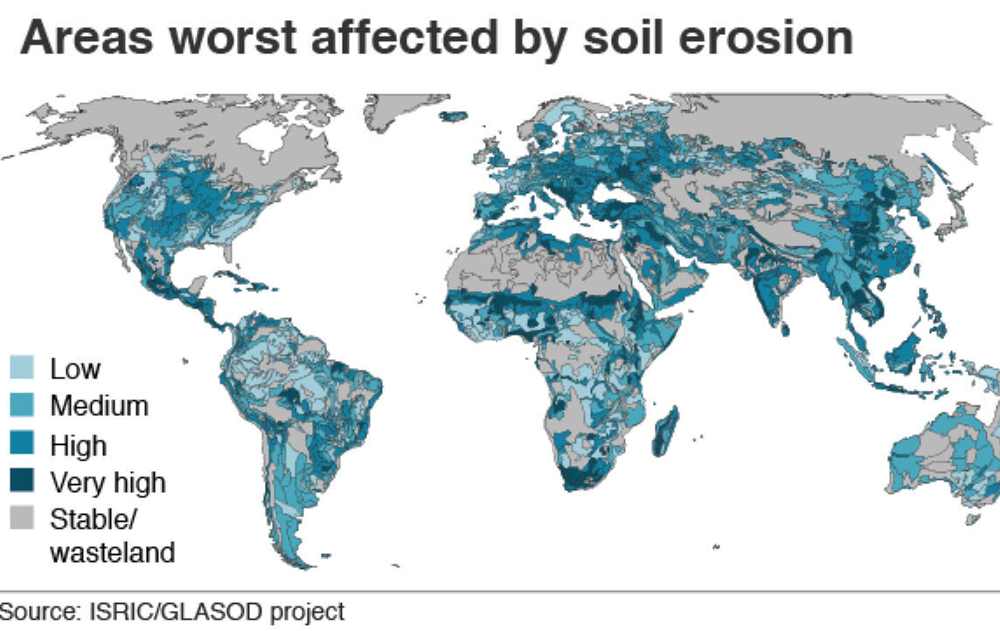 Areas worst affected by soil erosion
Low
Medium
High
Very high
Stable/
wasteland
Source: ISRIC/GLASOD project